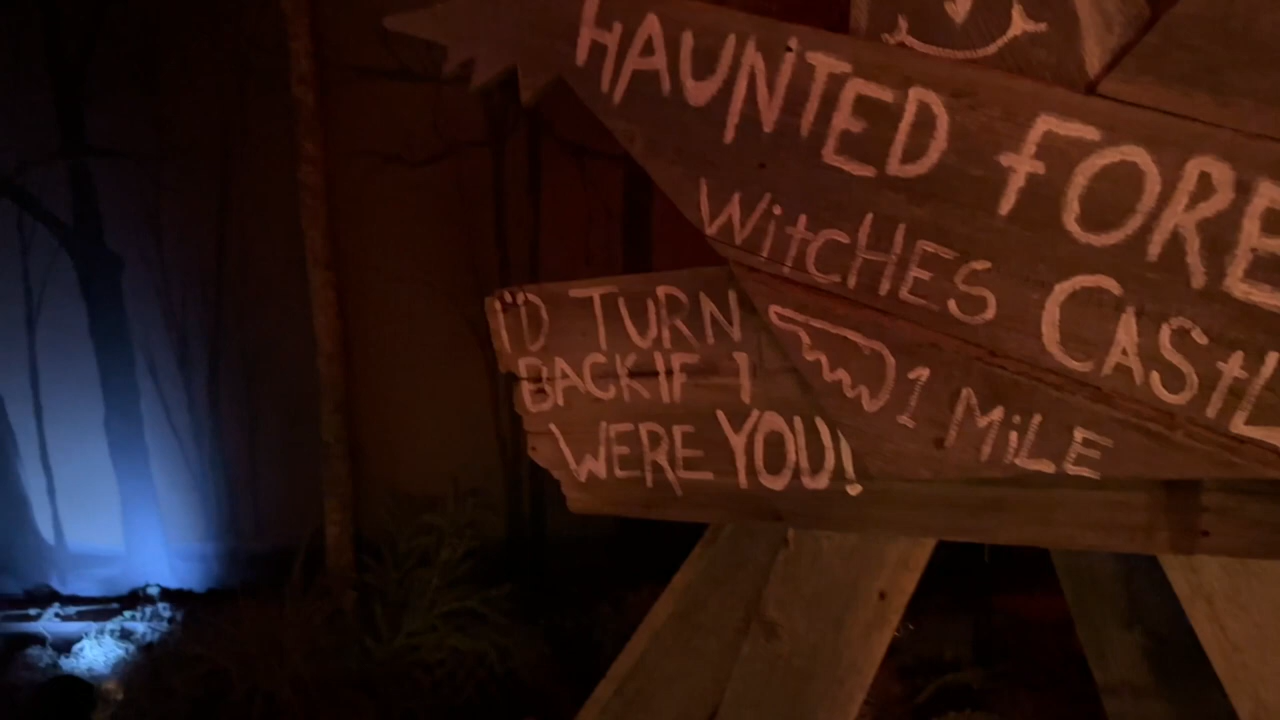 HAUNTED FORE
WitCHES CAStL
1 MiLE
I'D TURN
BACK IF I
WERE YOU!